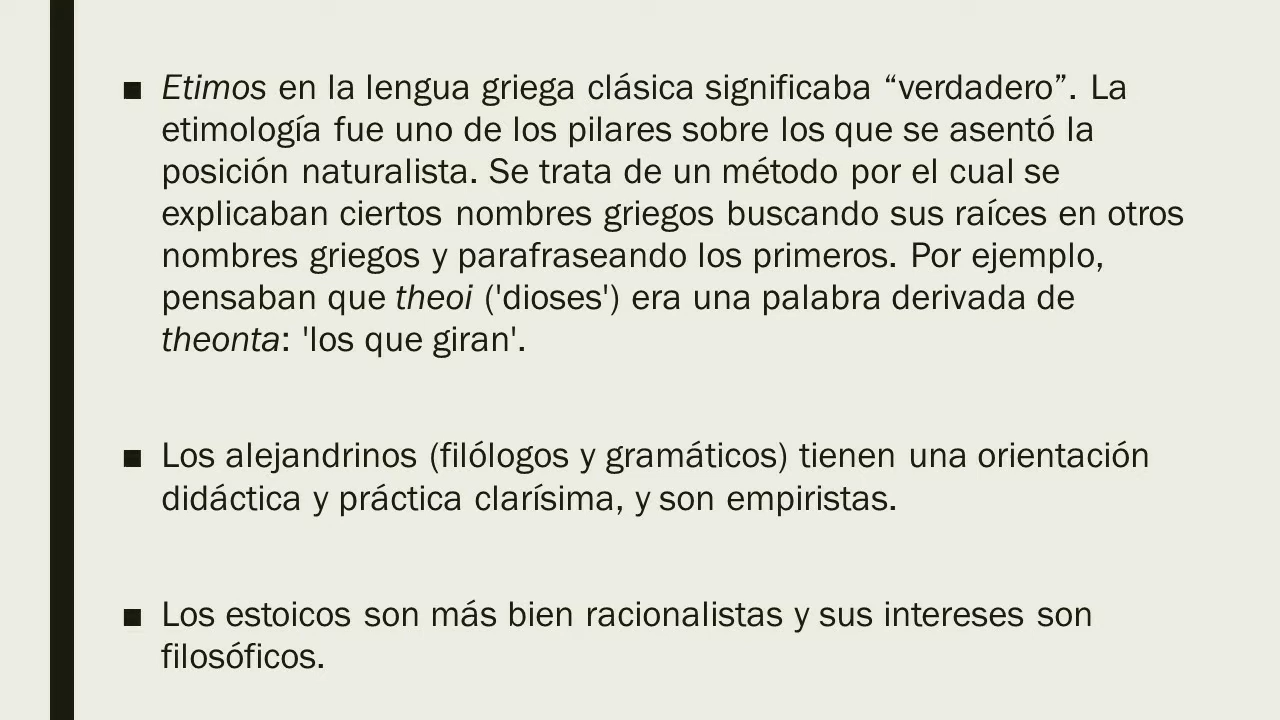 ■ Etimos en la lengua griega clásica significaba “verdadero”. La
etimología fue uno de los pilares sobre los que se asentó la
posición naturalista. Se trata de un método por el cual se
explicaban ciertos nombres griegos buscando sus raíces en otros
nombres griegos y parafraseando los primeros. Por ejemplo,
pensaban que theoi ('dioses') era una palabra derivada de
theonta: 'los que giran'.
■ Los alejandrinos (filólogos y gramáticos) tienen una orientación
didáctica y práctica clarísima, y son empiristas.
■ Los estoicos son más bien racionalistas y sus intereses son
filosóficos.